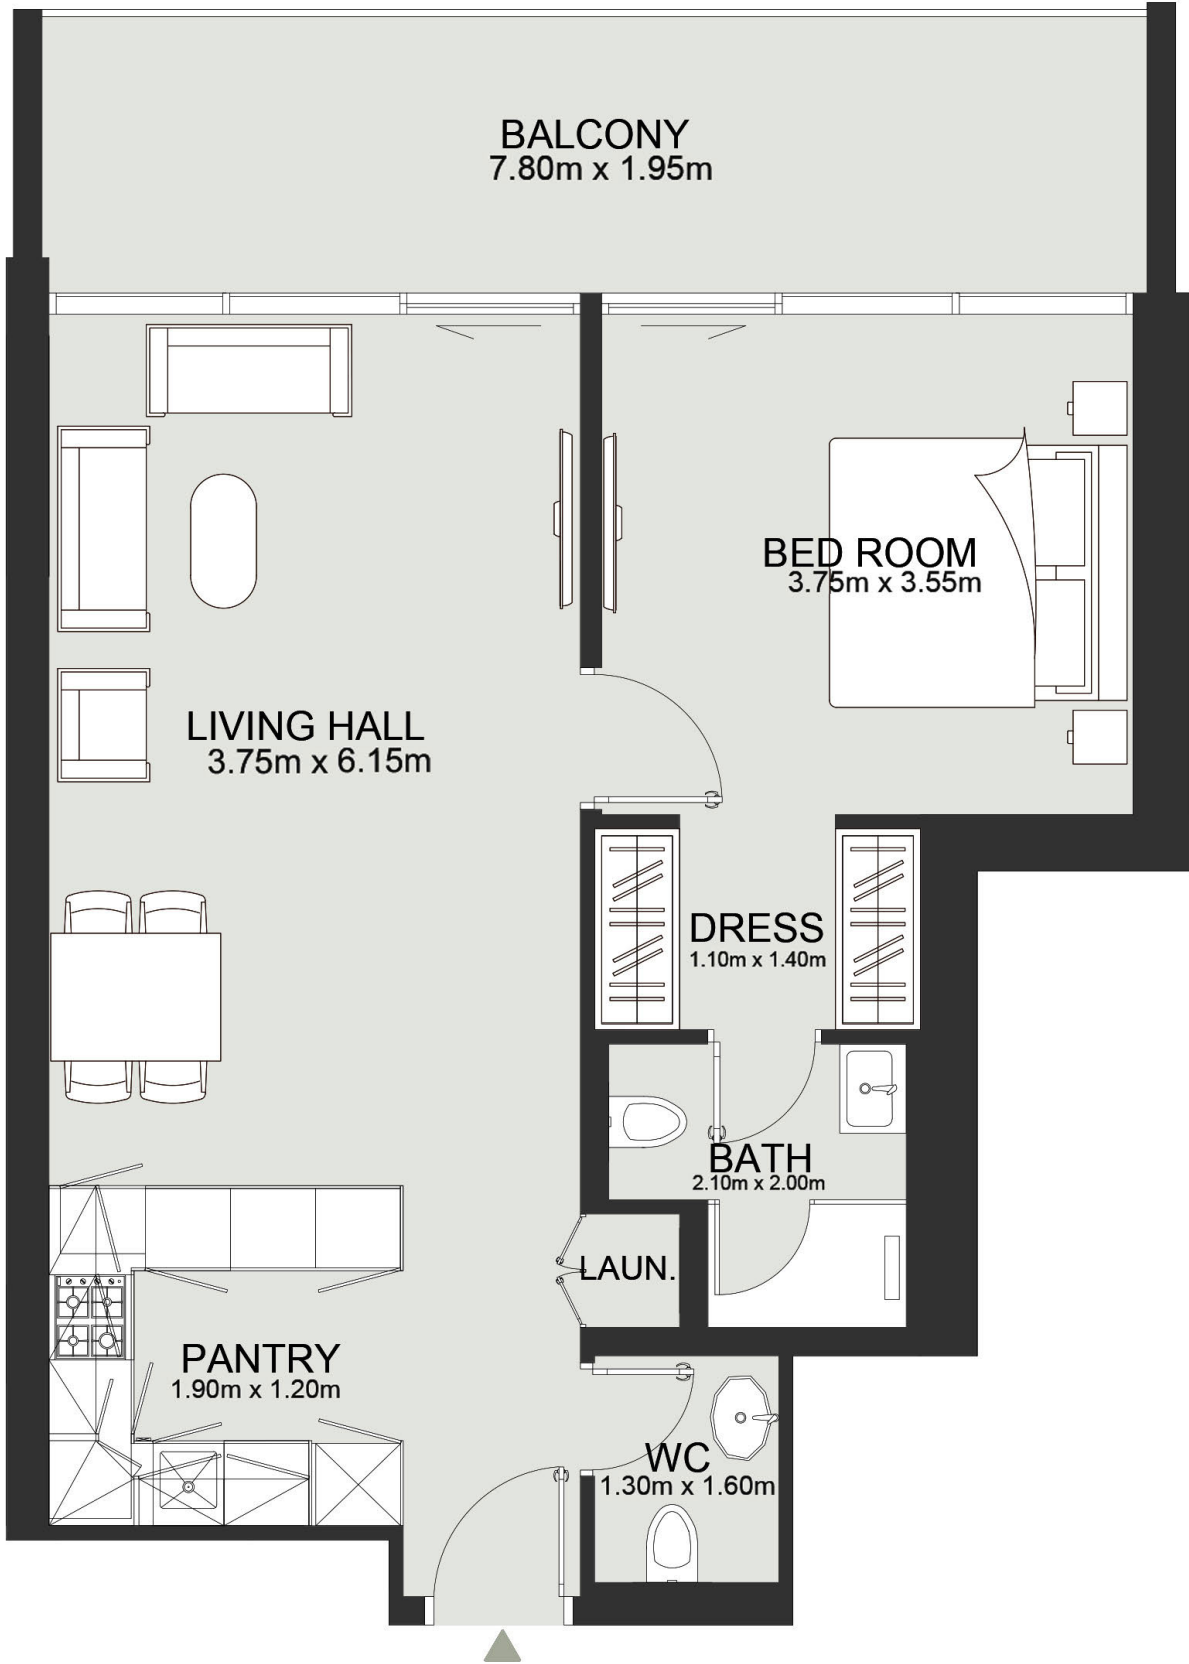 BALCONY
7.80m x 1.95m
BED ROOM
3.75m x 3.55m
LIVING HALL
3.75m x 6.15m
DRESS
1.10m x 1.40m
BATH
2.10m x 2.00m
LAUN.
PANTRY
1.90m x 1.20m
WC
1.30m x 1.60m